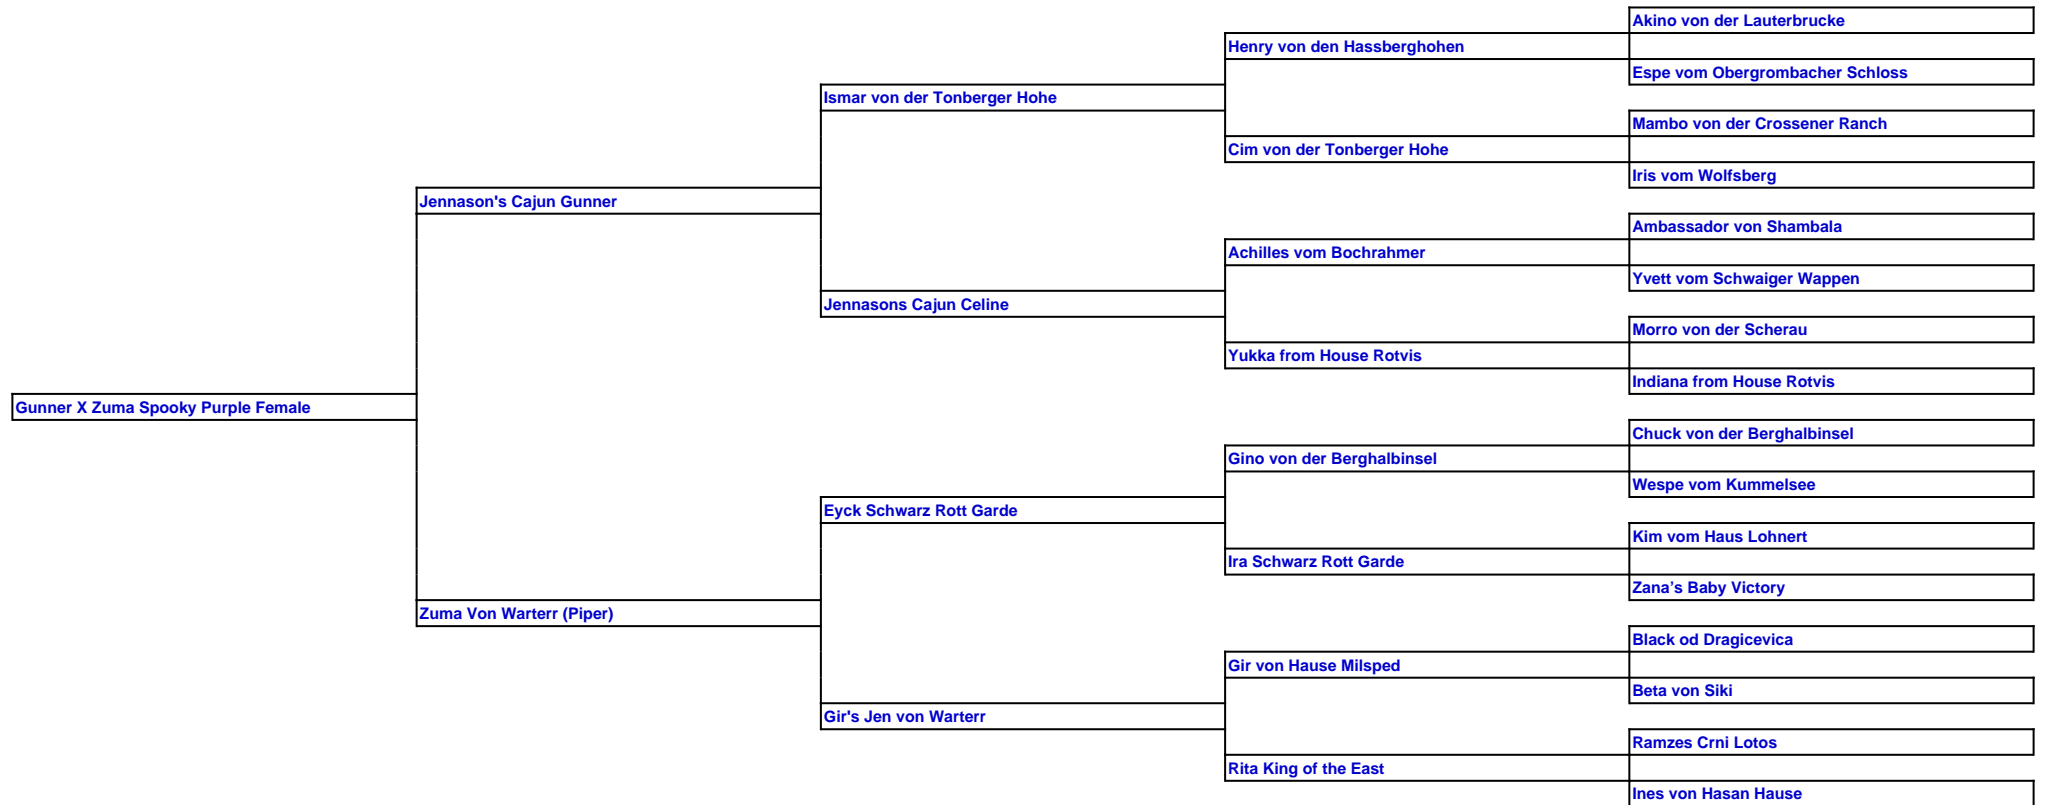 Akino von der Lauterbrucke
Henry von den Hassberghohen
Espe vom Obergrombacher Schloss
Ismar von der Tonberger Hohe
Mambo von der Crossener Ranch
Cim von der Tonberger Hohe
Iris vom Wolfsberg
Jennason's Cajun Gunner
Ambassador von Shambala
Achilles vom Bochrahmer
Yvett vom Schwaiger Wappen
Jennasons Cajun Celine
Morro von der Scherau
Yukka from House Rotvis
Indiana from House Rotvis
Gunner X Zuma Spooky Purple Female
Chuck von der Berghalbinsel
Gino von der Berghalbinsel
Wespe vom Kummelsee
Eyck Schwarz Rott Garde
Kim vom Haus Lohnert
Ira Schwarz Rott Garde
Zana’s Baby Victory
Zuma Von Warterr (Piper)
Black od Dragicevica
Gir von Hause Milsped
Beta von Siki
Gir's Jen von Warterr
Ramzes Crni Lotos
Rita King of the East
Ines von Hasan Hause